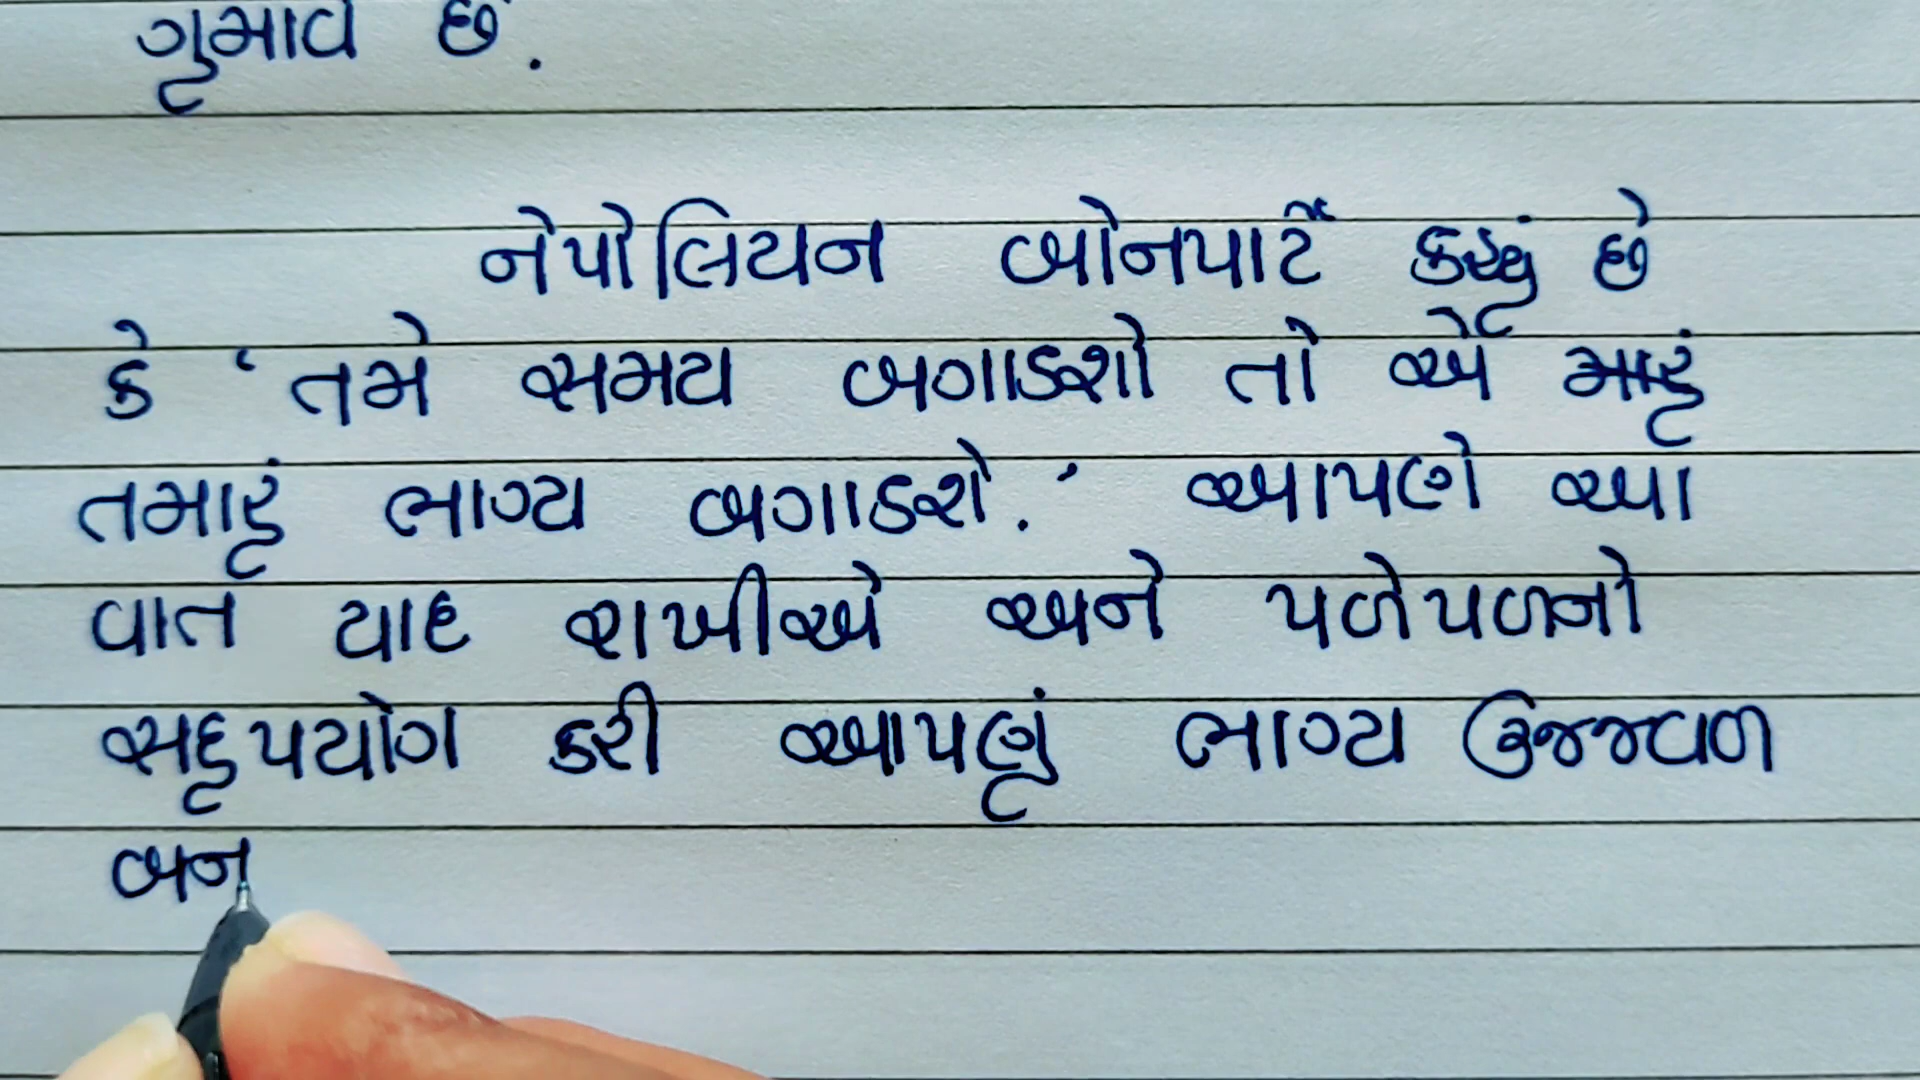 ગુમાવે છે.
નેપોલિયન બોનપાર્ટે કહ્યું છે
કે ‘તમે સમય બગાડશો તો એ મારું
તમારું ભાગ્ય બગાડશે.’ આપણે આ
વાત યાદ રાખીએ અને પળેપળનો
સદુપયોગ કરી આપણું ભાગ્ય ઉજ્જવળ
બન